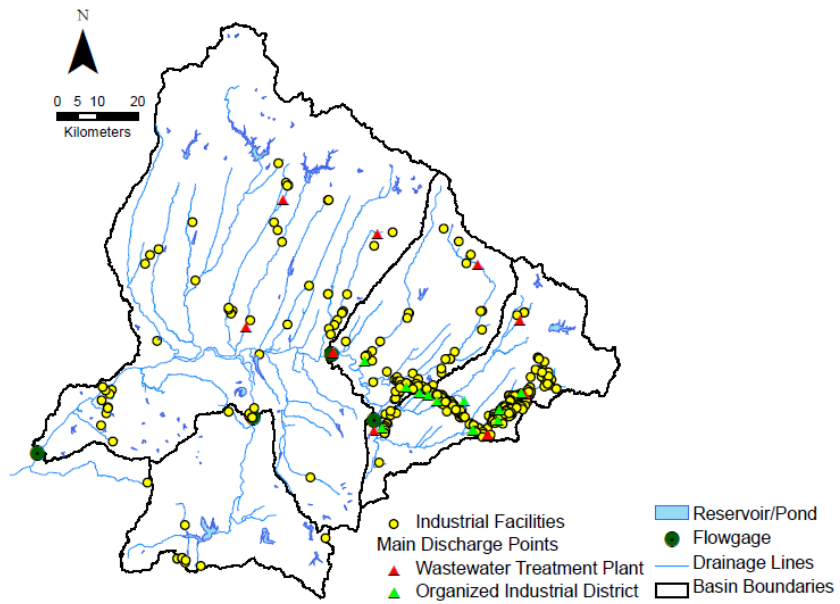 N
0 5 10 20
Kilometers
Industrial Facilities
Main Discharge Points
Wastewater Treatment Plant
Organized Industrial District
Reservoir/Pond
Flowgage
Drainage Lines
Basin Boundaries